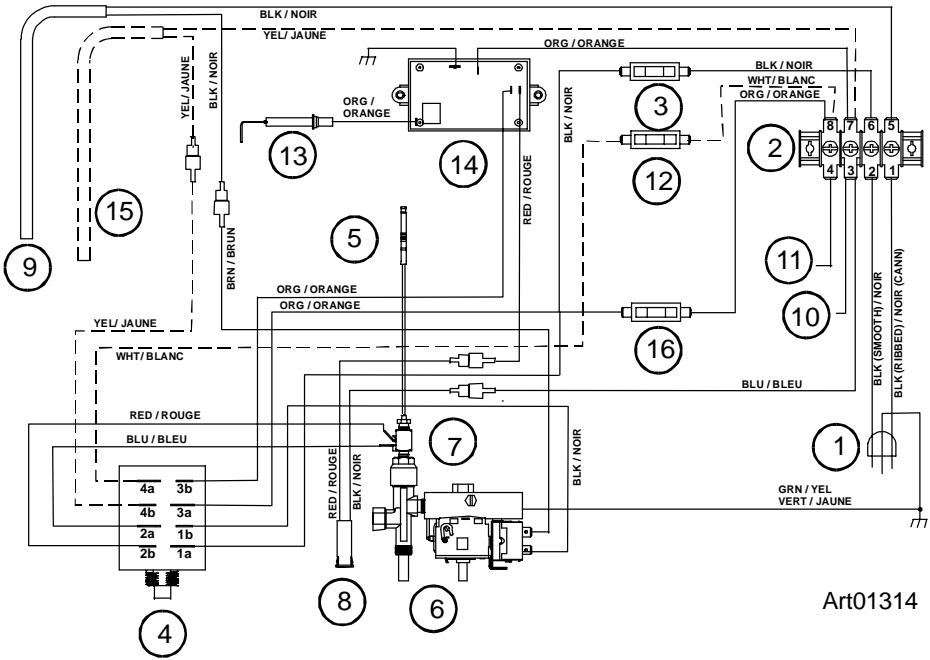 BLK / NOIR
YEL/ JAUNE
ORG / ORANGE
BLK / NOIR
WHT/ BLANC
ORG / ORANGE
YEL/ JAUNE
BLK / NOIR
ORG /
ORANGE
BLK / NOIR
RED / ROUGE
3
8 7 6 5
2
4 3 2 1
13
14
12
15
5
9
BRN / BRUN
11
10
ORG / ORANGE
ORG / ORANGE
YEL/ JAUNE
WHT/ BLANC
16
BLK (SMOOTH) / NOIR
BLK (RIBBED) / NOIR (CANN)
BLU / BLEU
RED / ROUGE
BLU / BLEU
7
1
RED / ROUGE
BLK / NOIR
BLK / NOIR
4a 3b
4b 3a
2a 1b
2b 1a
GRN / YEL
VERT / JAUNE
8
6
4
Art01314